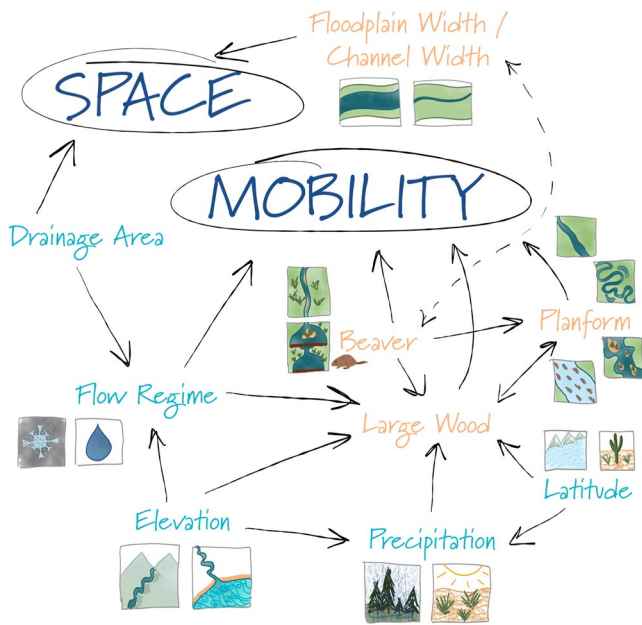 Floodplain Width /
Channel Width
SPACE
MOBILITY
Drainage Area
Planform
Beaver
Flow Regime
Large Wood
Latitude
Elevation
Precipitation